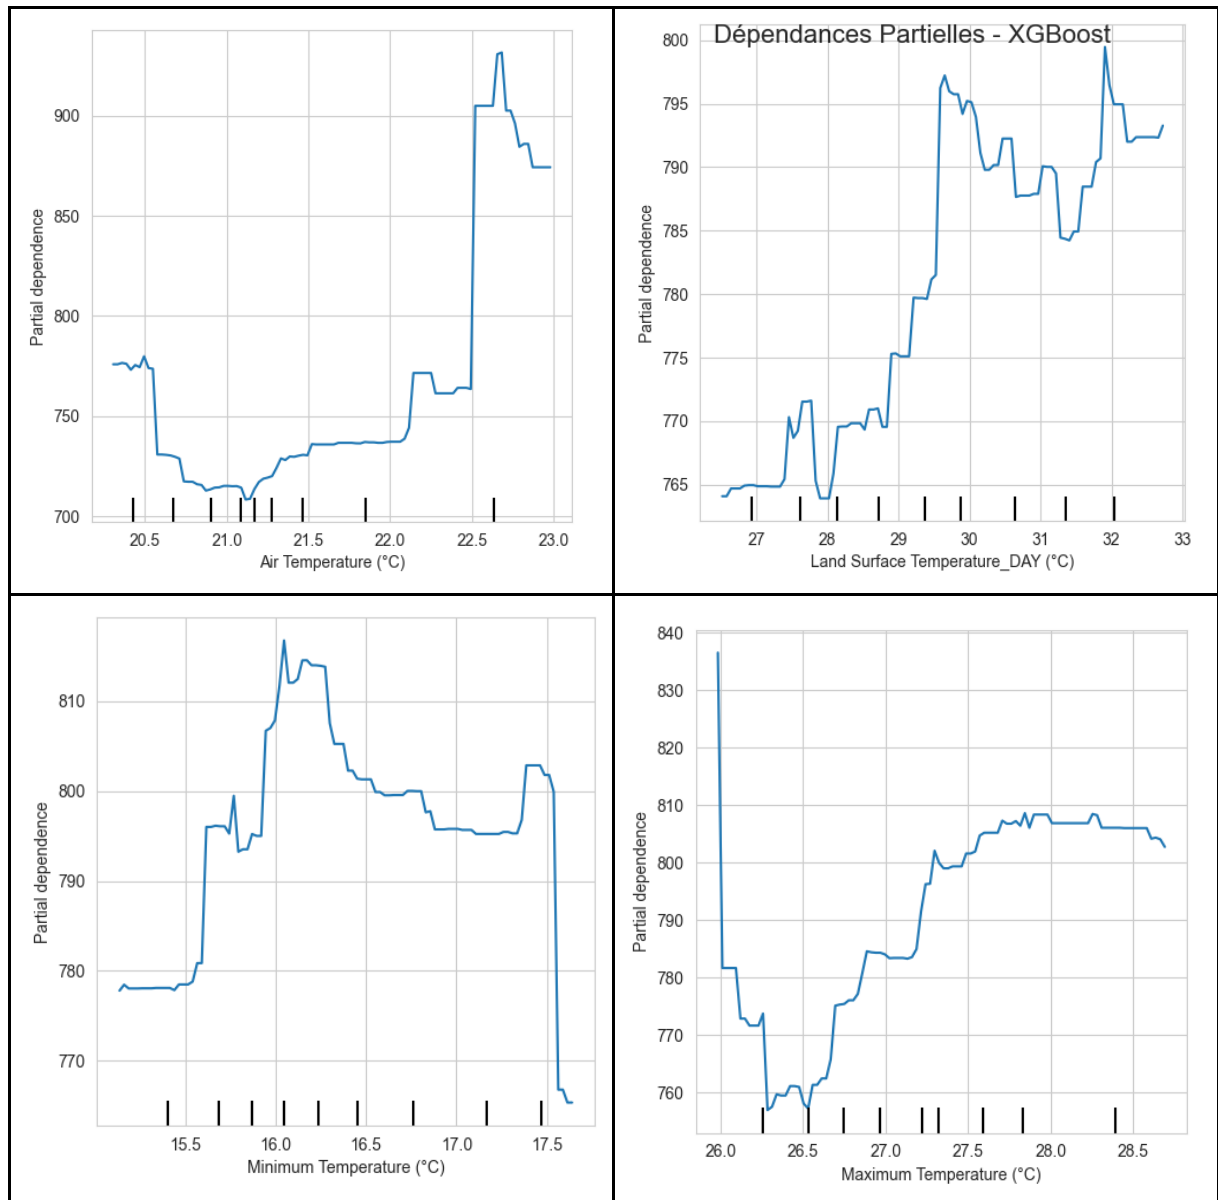 900
850
800
750
700
Partial dependence
20.5 21.0 21.5 22.0 22.5 23.0
Air Temperature (°C)
Dépendances Partielles - XGBoost
800
795
790
785
780
775
770
765
Partial dependence
27 28 29 30 31 32 33
Land Surface Temperature_DAY (°C)
810
800
790
780
770
Partial dependence
15.5 16.0 16.5 17.0 17.5
Minimum Temperature (°C)
840
830
820
810
800
790
780
770
760
Partial dependence
26.0 26.5 27.0 27.5 28.0 28.5
Maximum Temperature (°C)